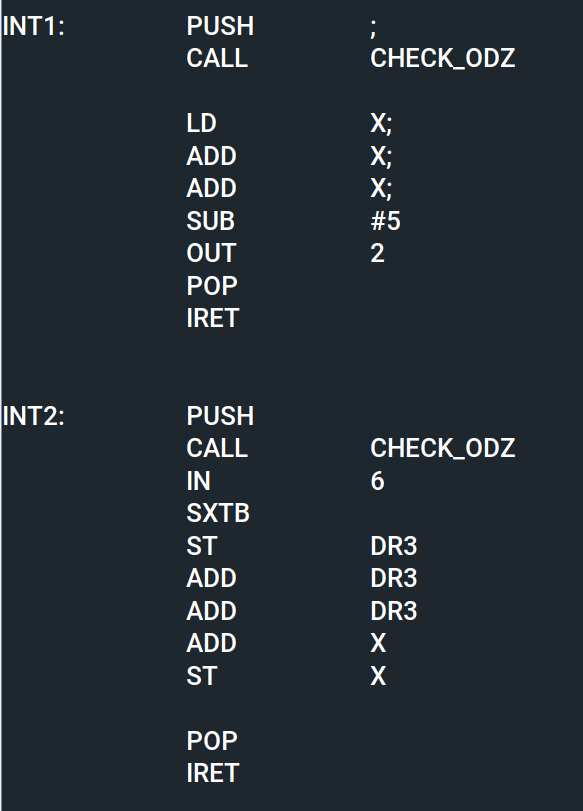 INT1: PUSH ;
CALL CHECK_ODZ
LD X;
ADD X;
ADD X;
SUB #5
OUT 2
POP
IRET
INT2: PUSH
CALL CHECK_ODZ
IN 6
SXTB
ST DR3
ADD DR3
ADD DR3
ADD X
ST X
POP
IRET